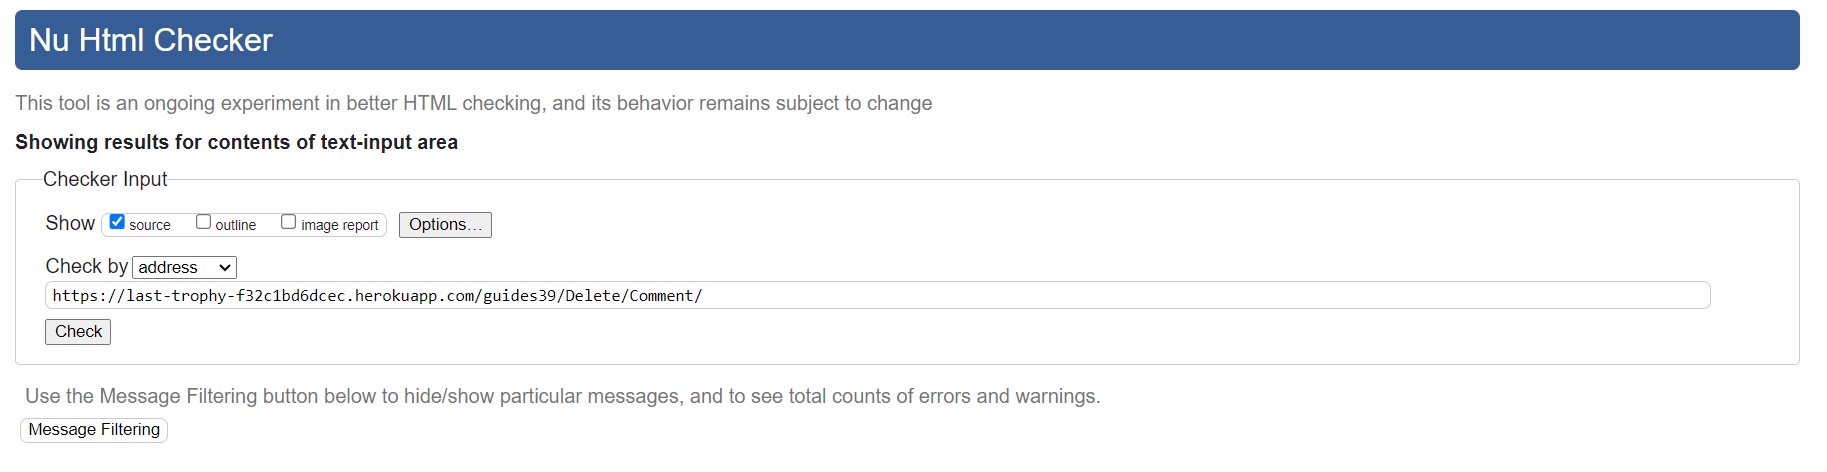 Nu Html Checker
This tool is an ongoing experiment in better HTML checking, and its behavior remains subject to change
Showing results for contents of text-input area
Checker Input
Show source outline image report Options...
Check by address
https://last-trophy-f32c1bd6dcec.herokuapp.com/guides39/Delete/Comment/
Check
Use the Message Filtering button below to hide/show particular messages, and to see total counts of errors and warnings.
Message Filtering